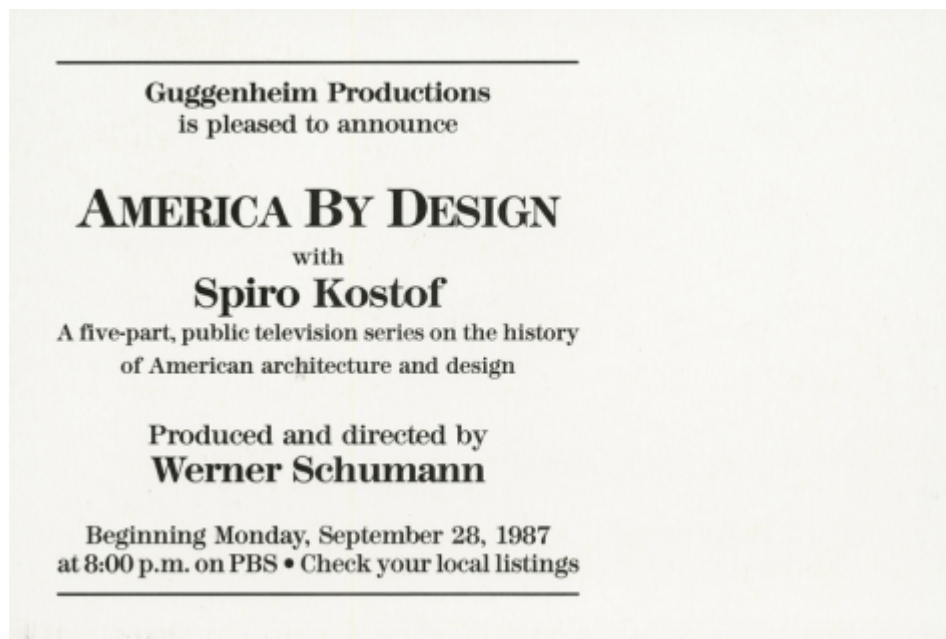 Guggenheim Productions
is pleased to announce
AMERICA BY DESIGN
with
Spiro Kostof
A five-part, public television series on the history
of American architecture and design
Produced and directed by
Werner Schumann
Beginning Monday, September 28, 1987
at 8:00 p.m. on PBS • Check your local listings